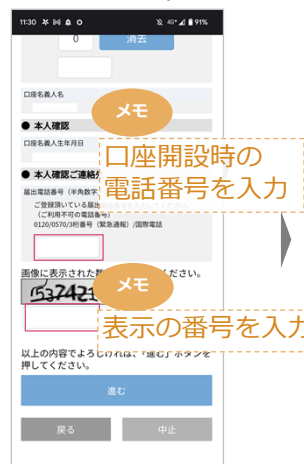 11:30
4G+
91%
0
消去
口座名義人名
メモ
● 本人確認
口座名義人生年月日
口座開設時の
電話番号を入力
● 本人確認ご連絡
届出電話番号（半角数字
ご登録頂いている届出
（ご利用不可の電話番号）
0120/0570/3桁番号（緊急通報）/国際電話
画像に表示された数
ください。
メモ
537421
表示の番号を入力
以上の内容でよろしければ、「進む」ボタンを
押してください。
進む
戻る
中止